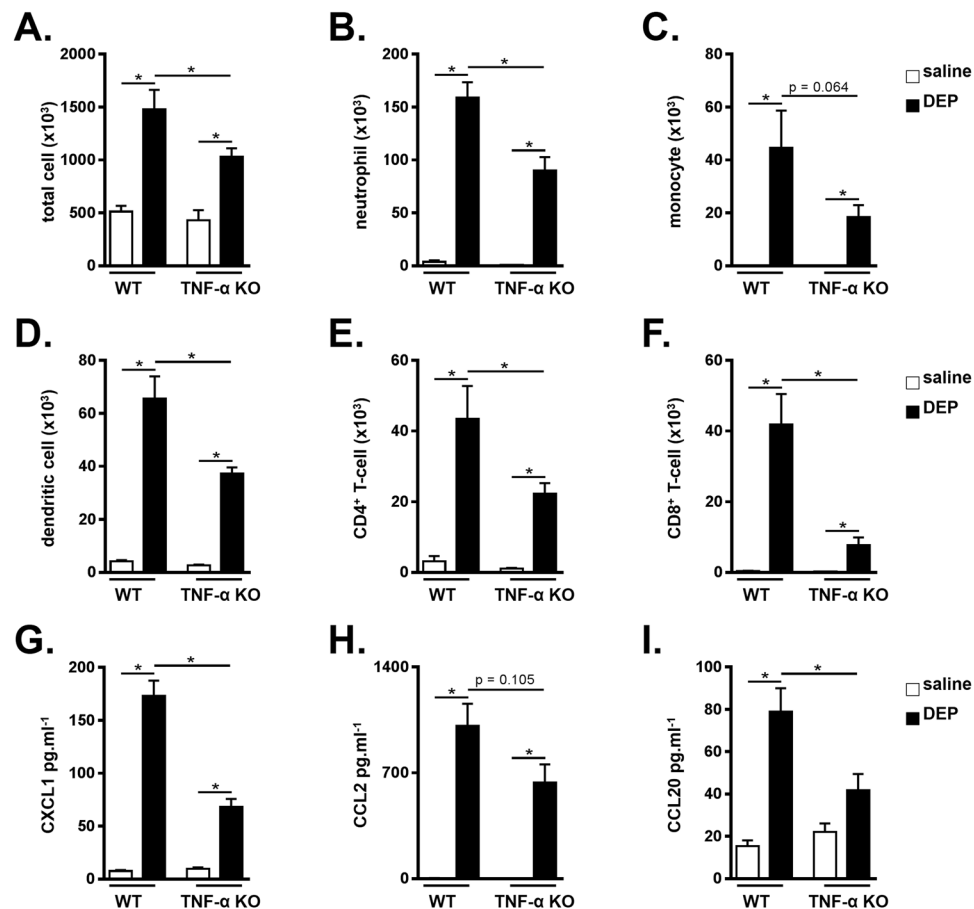 A.
total cell (x10³)
2000
1500
1000
500
0
* * *
WT TNF-α KO
B.
neutrophil (x10³)
200
150
100
50
0
* * *
WT TNF-α KO
C.
monocyte (x10³)
80
60
40
20
0
* p = 0.064 *
WT TNF-α KO
saline
DEP
D.
dendritic cell (x10³)
80
60
40
20
0
* * *
WT TNF-α KO
E.
CD4⁺ T-cell (x10³)
60
40
20
0
* * *
WT TNF-α KO
F.
CD8⁺ T-cell (x10³)
60
40
20
0
* * *
WT TNF-α KO
saline
DEP
G.
CXCL1 pg.ml⁻¹
200
150
100
50
0
* * *
WT TNF-α KO
H.
CCL2 pg.ml⁻¹
1400
700
0
* p = 0.105 *
WT TNF-α KO
I.
CCL20 pg.ml⁻¹
100
80
60
40
20
0
* *
WT TNF-α KO
saline
DEP